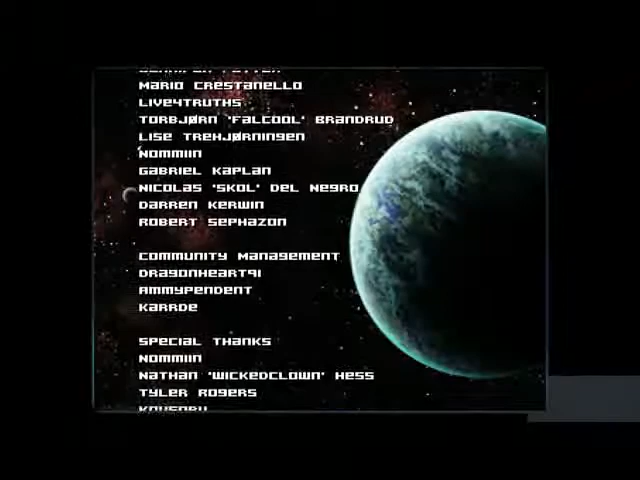 MARIO CRESTANELLO
LIVE4TRUTHS
TORBJØRN 'FALCOOL' BRANDRUD
LISE TREHJØRNINGEN
NOMMIIN
GABRIEL KAPLAN
NICOLAS 'SKOL' DEL NEGRO
DARREN KERWIN
ROBERT SEPHAZON
COMMUNITY MANAGEMENT
DRAGONHEART91
AMMYPENDENT
KARRDE
SPECIAL THANKS
NOMMIIN
NATHAN 'WICKEDCLOWN' HESS
TYLER ROGERS